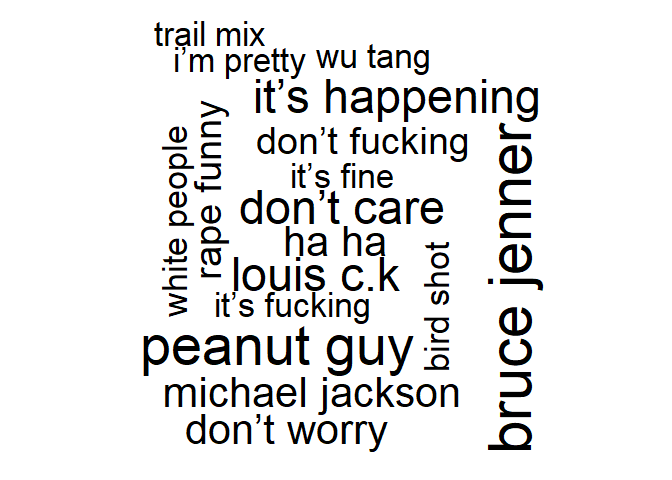 trail mix
i’m pretty
wu tang
it’s happening
don’t fucking
it’s fine
don’t care
ha ha
louis c.k
it’s fucking
peanut guy
michael jackson
don’t worry
white people
rape funny
bird shot
bruce jenner